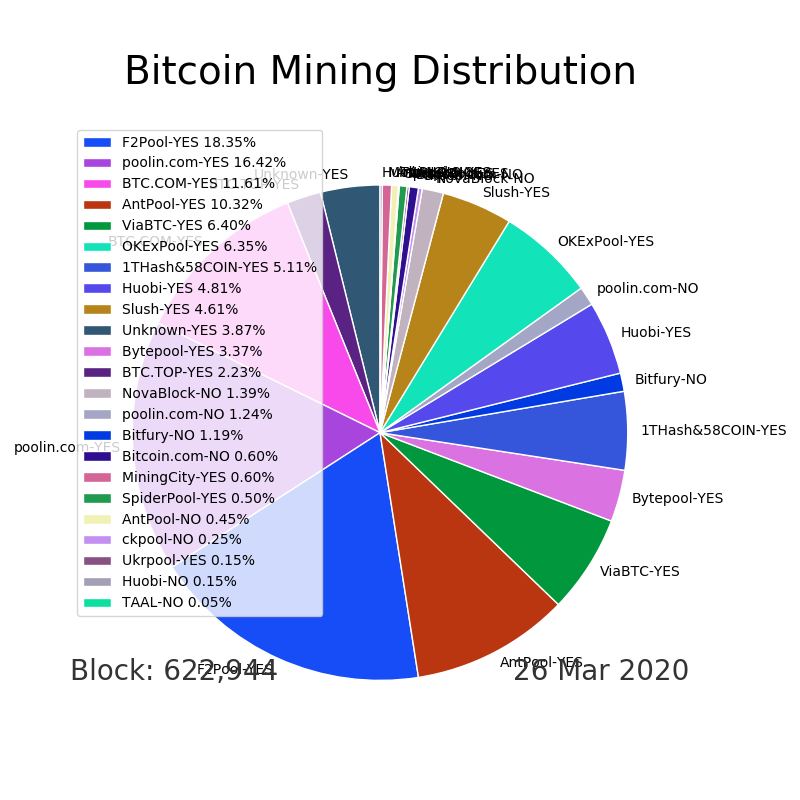 Bitcoin Mining Distribution
F2Pool-YES 18.35%
poolin.com-YES 16.42%
BTC.COM-YES 11.61%
AntPool-YES 10.32%
ViaBTC-YES 6.40%
OKExPool-YES 6.35%
1THash&58COIN-YES 5.11%
Huobi-YES 4.81%
Slush-YES 4.61%
Unknown-YES 3.87%
Bytepool-YES 3.37%
BTC.TOP-YES 2.23%
NovaBlock-NO 1.39%
poolin.com-NO 1.24%
Bitfury-NO 1.19%
Bitcoin.com-NO 0.60%
MiningCity-YES 0.60%
SpiderPool-YES 0.50%
AntPool-NO 0.45%
ckpool-NO 0.25%
Ukrpool-YES 0.15%
Huobi-NO 0.15%
TAAL-NO 0.05%
Unknown-YES
NovaBlock-NO
Slush-YES
OKExPool-YES
poolin.com-NO
Huobi-YES
Bitfury-NO
1THash&58COIN-YES
Bytepool-YES
ViaBTC-YES
AntPool-YES
F2Pool-YES
poolin.com-YES
BTC.COM-YES
Block: 622,944
26 Mar 2020